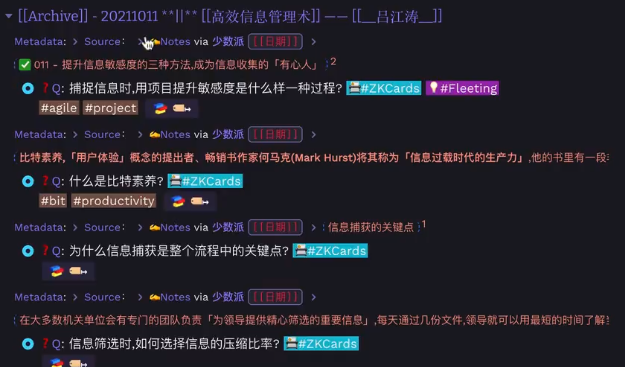 [[Archive]] - 20211011 **||** [[高效信息管理术]] —— [[__吕江涛__]]
Metadata: > Source: > ✍Notes via 少数派 [[日期]] >
✅ 011 - 提升信息敏感度的三种方法,成为信息收集的「有心人」 2
❓Q: 捕捉信息时,用项目提升敏感度是什么样一种过程? #ZKCards #Fleeting
#agile #project
Metadata: > Source: > ✍Notes via 少数派 [[日期]] >
比特素养,「用户体验」概念的提出者、畅销书作家何马克(Mark Hurst)将其称为「信息过载时代的生产力」,他的书里有一段
❓Q: 什么是比特素养? #ZKCards
#bit #productivity
Metadata: > Source: > ✍Notes via 少数派 [[日期]] > 信息捕获的关键点 1
❓Q: 为什么信息捕获是整个流程中的关键点? #ZKCards
Metadata: > Source: > ✍Notes via 少数派 [[日期]] >
在大多数机关单位会有专门的团队负责「为领导提供精心筛选的重要信息」,每天通过几份文件,领导就可以用最短的时间了解
❓Q: 信息筛选时,如何选择信息的压缩比率? #ZKCards